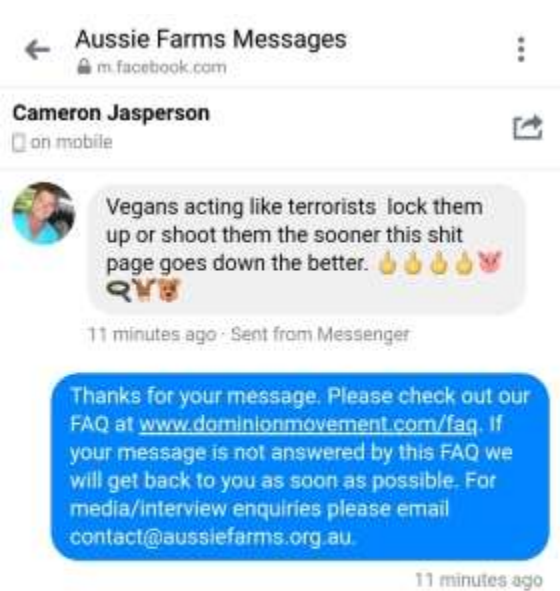 Aussie Farms Messages
m.facebook.com
Cameron Jasperson
on mobile
Vegans acting like terrorists lock them
up or shoot them the sooner this shit
page goes down the better. 🖕🖕🖕🖕🐷
🍳🦌🐻
11 minutes ago · Sent from Messenger
Thanks for your message. Please check out our
FAQ at www.dominionmovement.com/faq. If
your message is not answered by this FAQ we
will get back to you as soon as possible. For
media/interview enquiries please email
contact@aussiefarms.org.au.
11 minutes ago